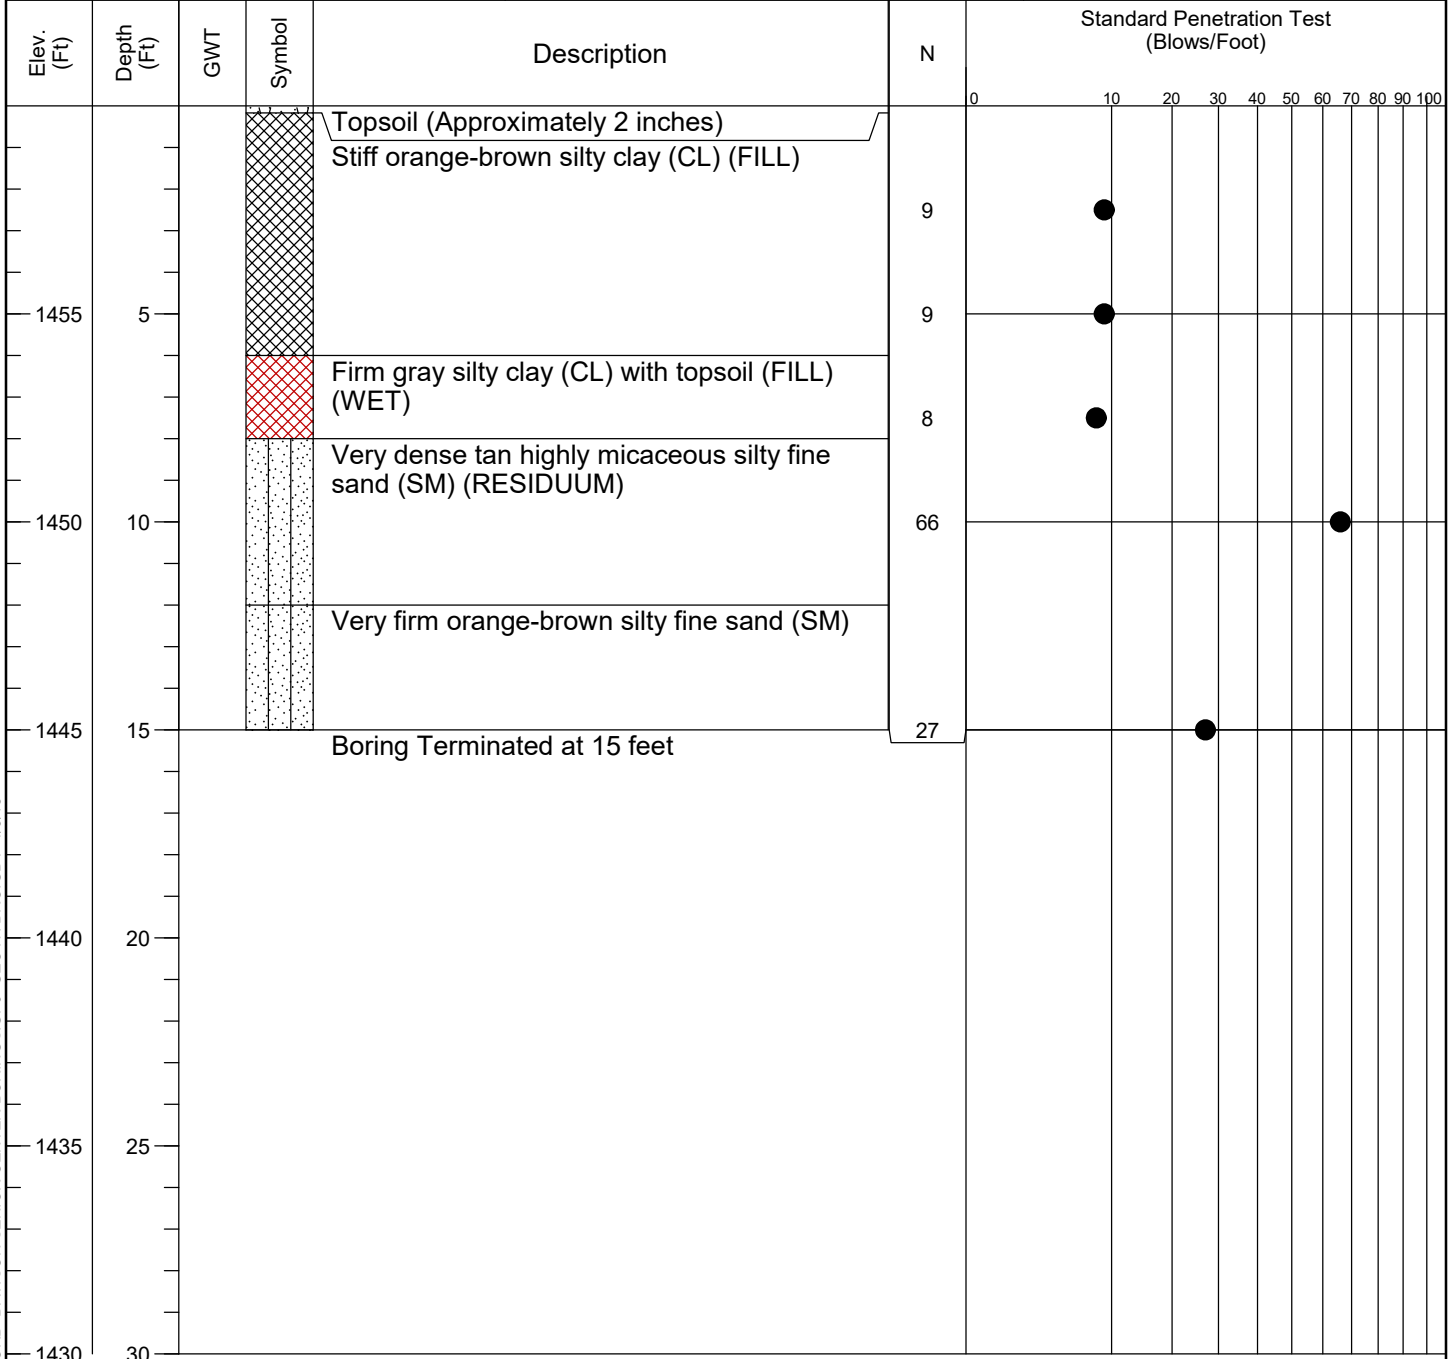 Elev.
(Ft)
Depth
(Ft)
GWT
Symbol
Description
N
Standard Penetration Test
(Blows/Foot)
0 10 20 30 40 50 60 70 80 90 100
Topsoil (Approximately 2 inches)
Stiff orange-brown silty clay (CL) (FILL)
9
1455 5 9
Firm gray silty clay (CL) with topsoil (FILL)
(WET)
8
Very dense tan highly micaceous silty fine
sand (SM) (RESIDUUM)
1450 10 66
Very firm orange-brown silty fine sand (SM)
1445 15 27
Boring Terminated at 15 feet
1440 20
1435 25
1430 30